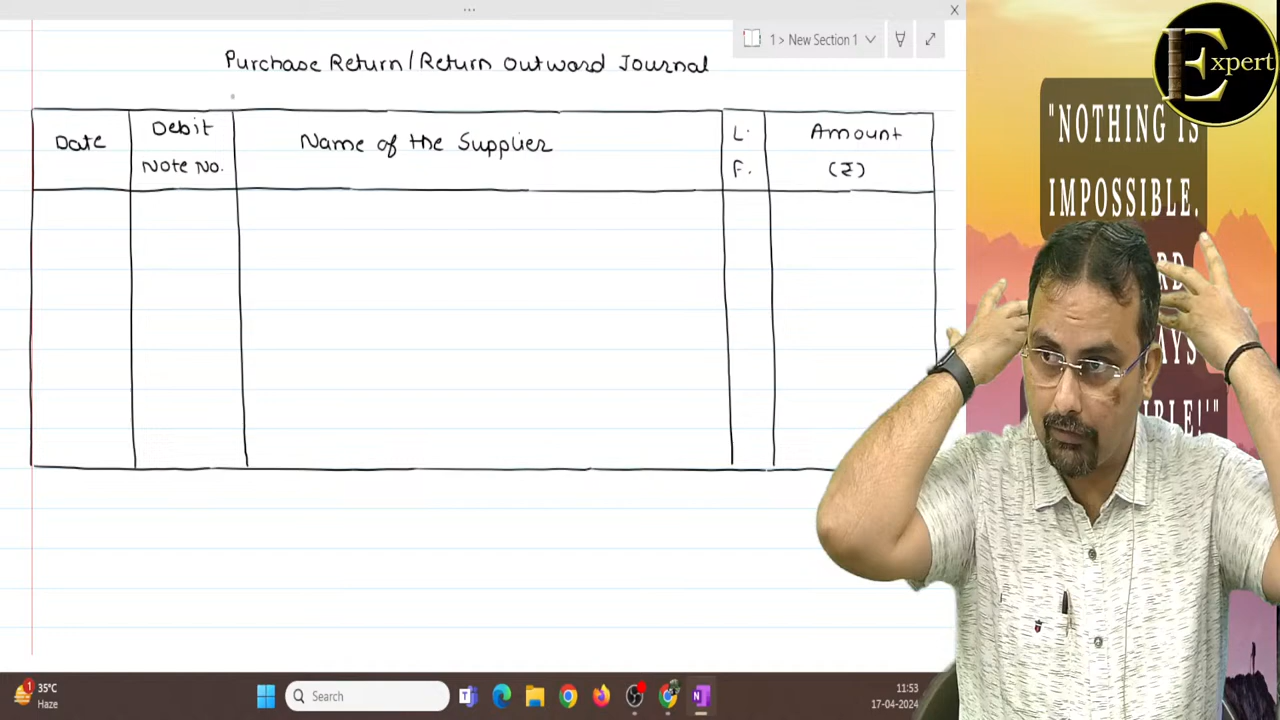 1 > New Section 1
Purchase Return/Return Outward Journal
Date
Debit
Note No.
Name of the Supplier
L.
F.
Amount
(₹)
Expert
"NOTHING IS
IMPOSSIBLE.
1
35°C
Haze
Search
11:53
17-04-2024